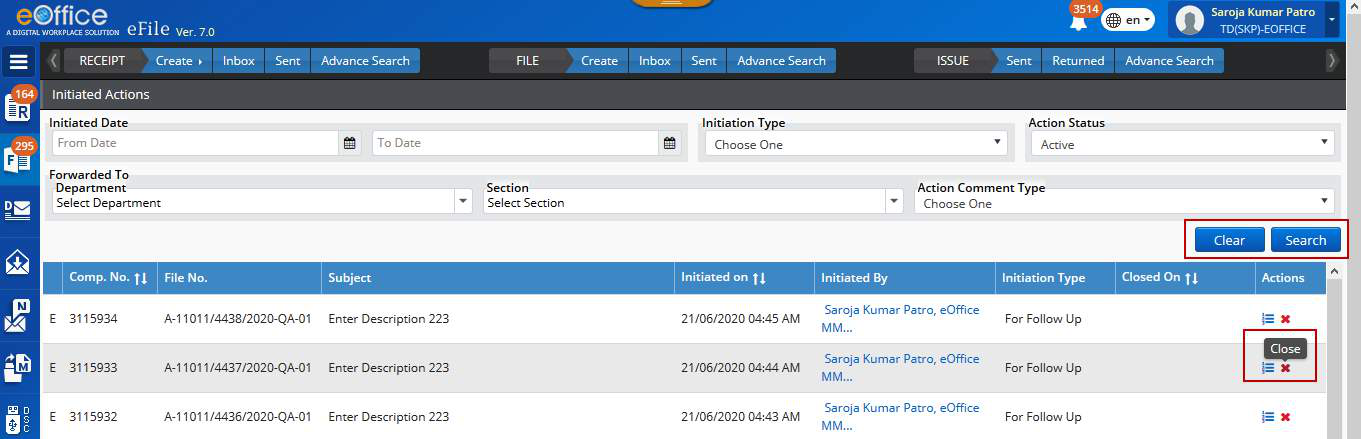 eOffice
A DIGITAL WORKPLACE SOLUTION
eFile Ver. 7.0
3514
en
Saroja Kumar Patro
TD(SKP)-EOFFICE
RECEIPT Create Inbox Sent Advance Search FILE Create Inbox Sent Advance Search ISSUE Sent Returned Advance Search
164
R
295
F
D
N
M
DSC
Initiated Actions
Initiated Date Initiation Type Action Status
From Date To Date Choose One Active
Forwarded To
Department Section Action Comment Type
Select Department Select Section Choose One
Clear Search
Comp. No. File No. Subject Initiated on Initiated By Initiation Type Closed On Actions
E 3115934 A-11011/4438/2020-QA-01 Enter Description 223 21/06/2020 04:45 AM Saroja Kumar Patro, eOffice For Follow Up
MM...
Close
E 3115933 A-11011/4437/2020-QA-01 Enter Description 223 21/06/2020 04:44 AM Saroja Kumar Patro, eOffice For Follow Up
MM...
E 3115932 A-11011/4436/2020-QA-01 Enter Description 223 21/06/2020 04:43 AM Saroja Kumar Patro, eOffice For Follow Up
MM...